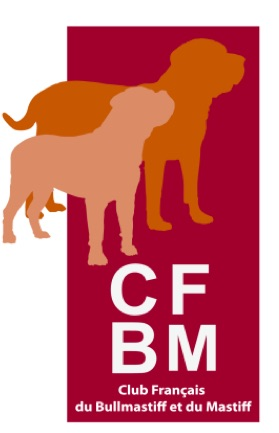 CF
BM
Club Français
du Bullmastiff et du Mastiff